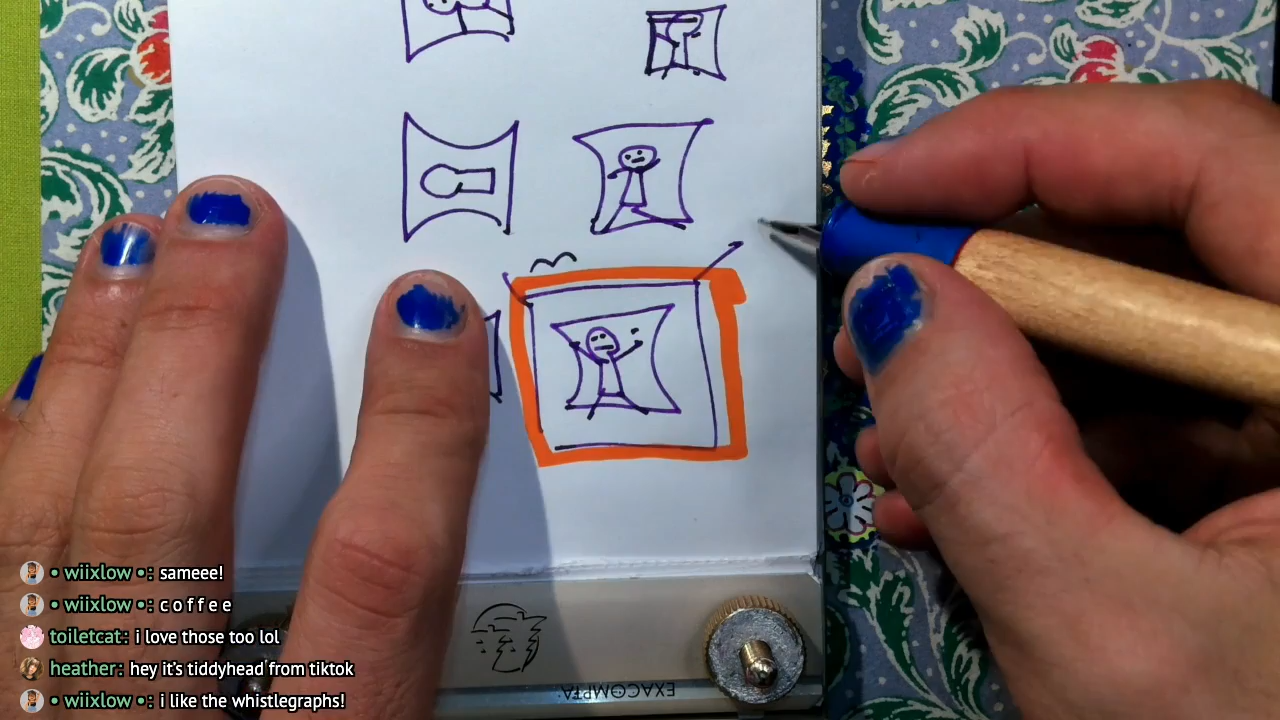 • wiixlow •: sameee!
• wiixlow •: c o f f e e
toiletcat: i love those too lol
heather: hey it's tiddyhead from tiktok
• wiixlow •: i like the whistlegraphs!
EXACOMPTA